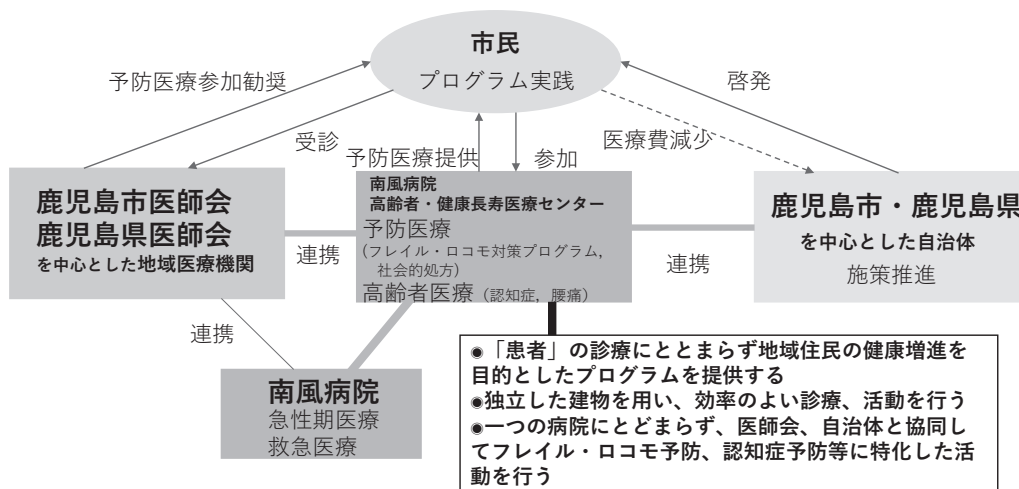 市民
プログラム実践
予防医療参加勧奨
啓発
受診
医療費減少
予防医療提供
参加
鹿児島市医師会
鹿児島県医師会
を中心とした地域医療機関
連携
南風病院
高齢者・健康長寿医療センター
予防医療
(フレイル・ロコモ対策プログラム,
社会的処方)
高齢者医療（認知症，腰痛）
連携
鹿児島市・鹿児島県
を中心とした自治体
施策推進
連携
南風病院
急性期医療
救急医療
◉「患者」の診療にととまらず地域住民の健康増進を
目的としたプログラムを提供する
◉独立した建物を用い、効率のよい診療、活動を行う
◉一つの病院にとどまらず、医師会、自治体と協同し
てフレイル・ロコモ予防、認知症予防等に特化した活
動を行う